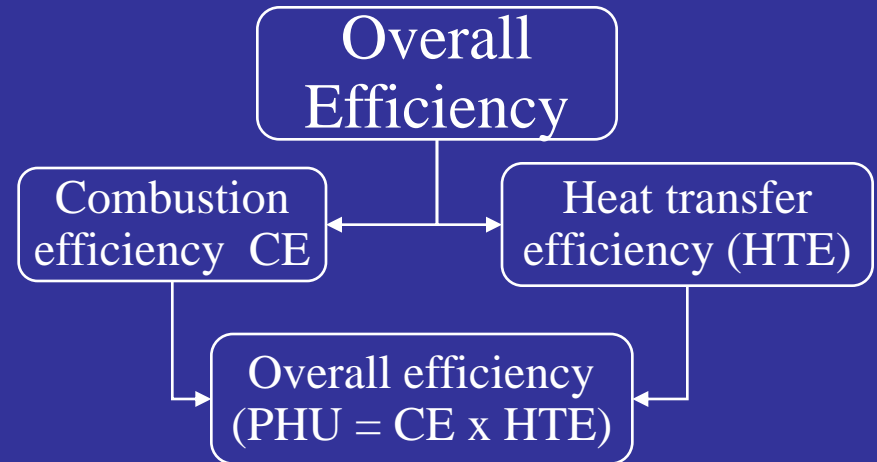 Overall
Efficiency
Combustion
efficiency CE
Heat transfer
efficiency (HTE)
Overall efficiency
(PHU = CE x HTE)